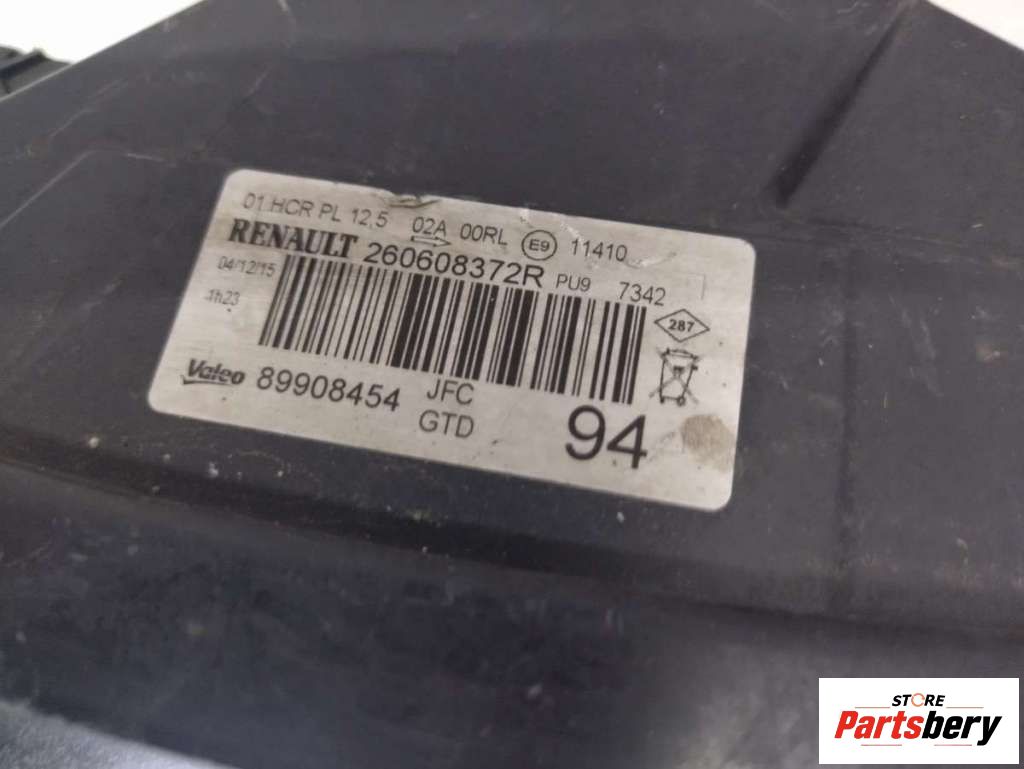 01 HCR PL 12,5 02A 00RL E9 11410
RENAULT 260608372R PU9 7342
04/12/15
1h23
287
Valeo 89908454 JFC
GTD
94
STORE
Partsbery